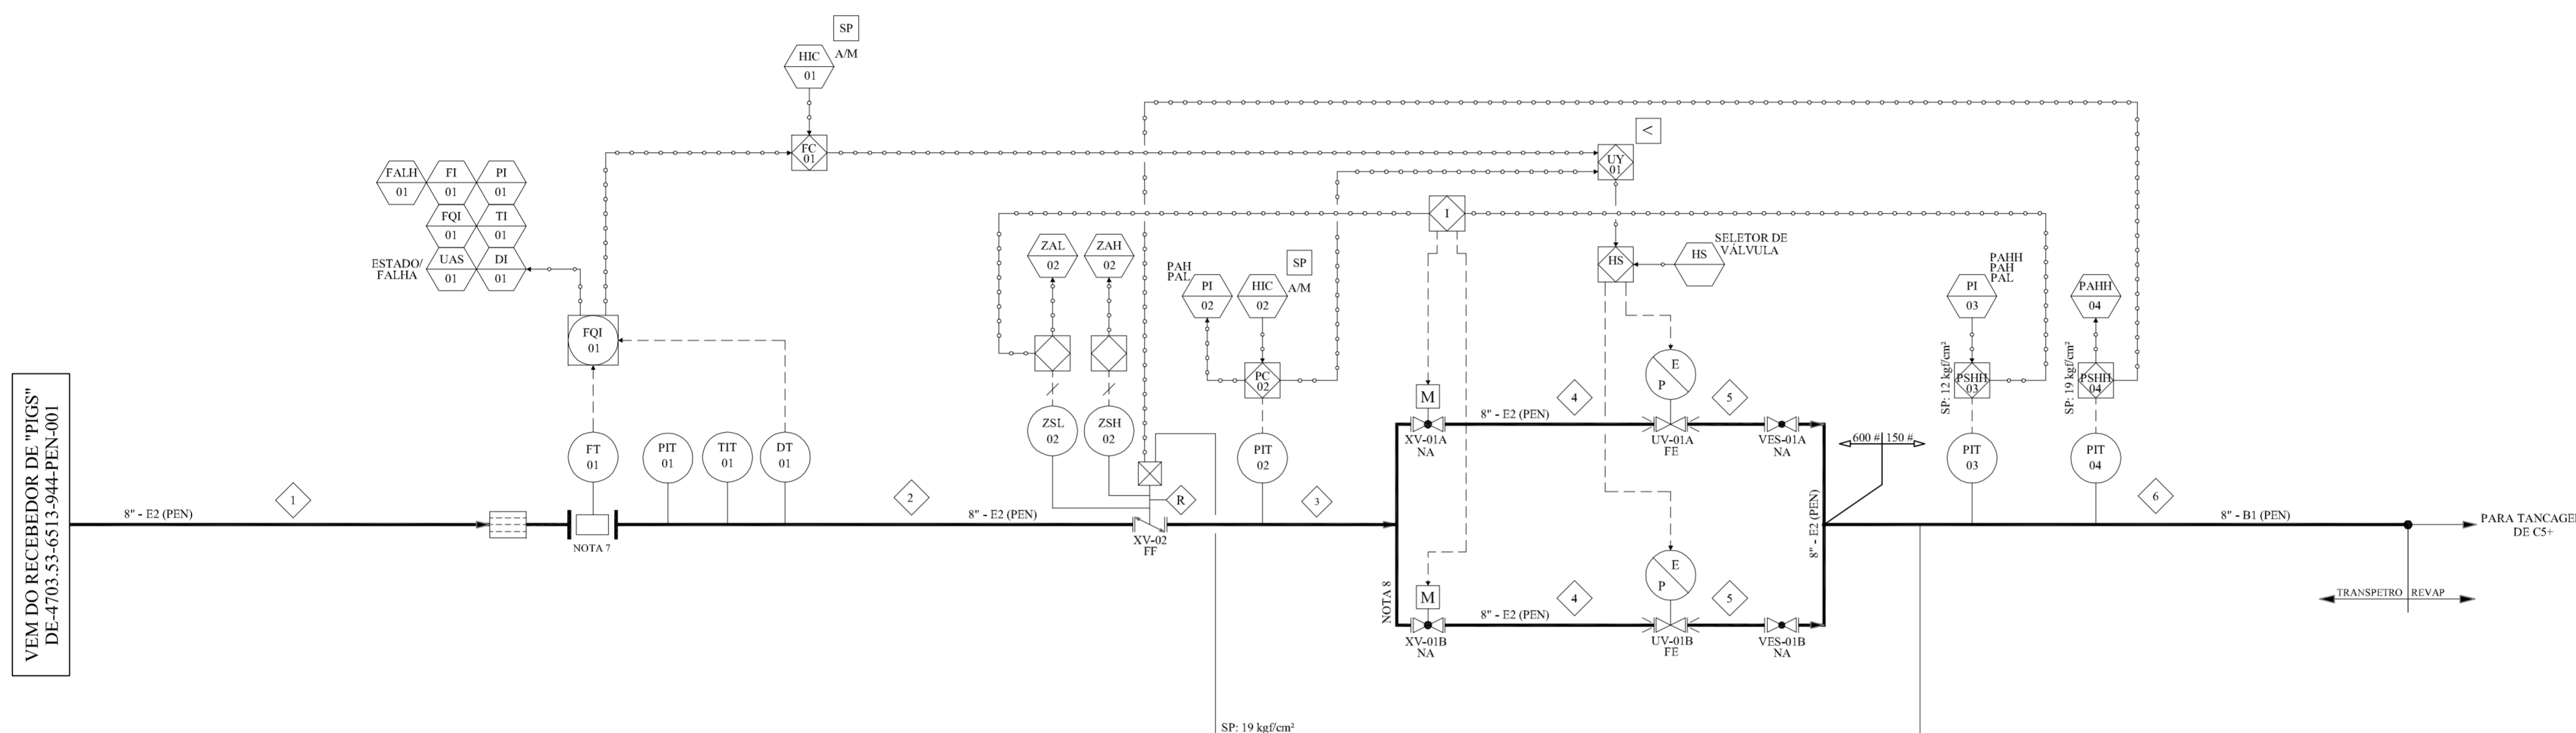 SP
HIC
01
A/M
FC
01
<
UY
01
FALH
01
FI
01
PI
01
FQI
01
TI
01
ESTADO/
FALHA
UAS
01
DI
01
I
ZAL
02
ZAH
02
PAH
PAL
PI
02
SP
HIC
02
A/M
HS
HS
SELETOR DE
VÁLVULA
PAHH
PAH
PAL
PI
03
PAHH
04
FQI
01
PC
02
E
P
SP: 12 kgf/cm²
PSHH
03
SP: 19 kgf/cm²
PSHH
04
VEM DO RECEBEDOR DE "PIGS"
DE-4703.53-6513-944-PEN-001
FT
01
PIT
01
TIT
01
DT
01
ZSL
02
ZSH
02
PIT
02
M
XV-01A
NA
8" - E2 (PEN)
4
UV-01A
FE
5
VES-01A
NA
600 #
150 #
PIT
03
PIT
04
8" - E2 (PEN)
1
NOTA 7
2
8" - E2 (PEN)
R
XV-02
FF
3
8" - E2 (PEN)
6
8" - B1 (PEN)
PARA TANCAGE
DE C5+
NOTA 8
M
XV-01B
NA
8" - E2 (PEN)
4
E
P
UV-01B
FE
5
VES-01B
NA
TRANSPETRO
REVAP
SP: 19 kgf/cm²